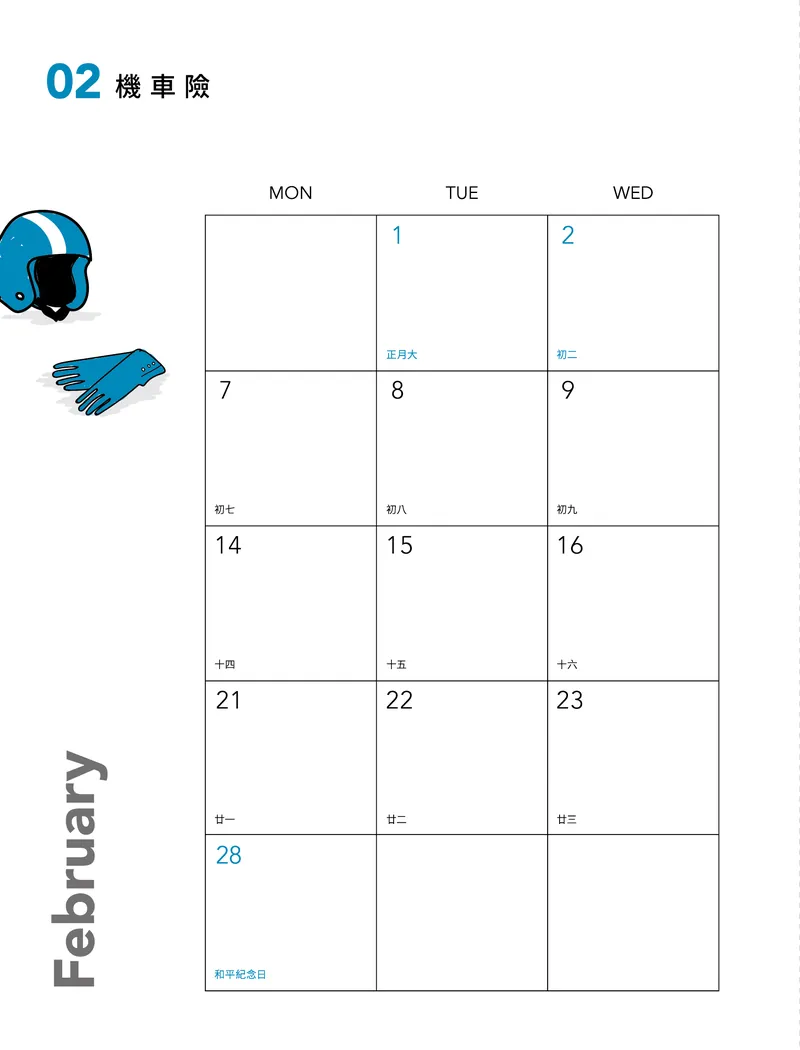 02 機車險
MON TUE WED
1 2
正月大 初二
7 8 9
初七 初八 初九
14 15 16
十四 十五 十六
21 22 23
廿一 廿二 廿三
28
和平紀念日
February